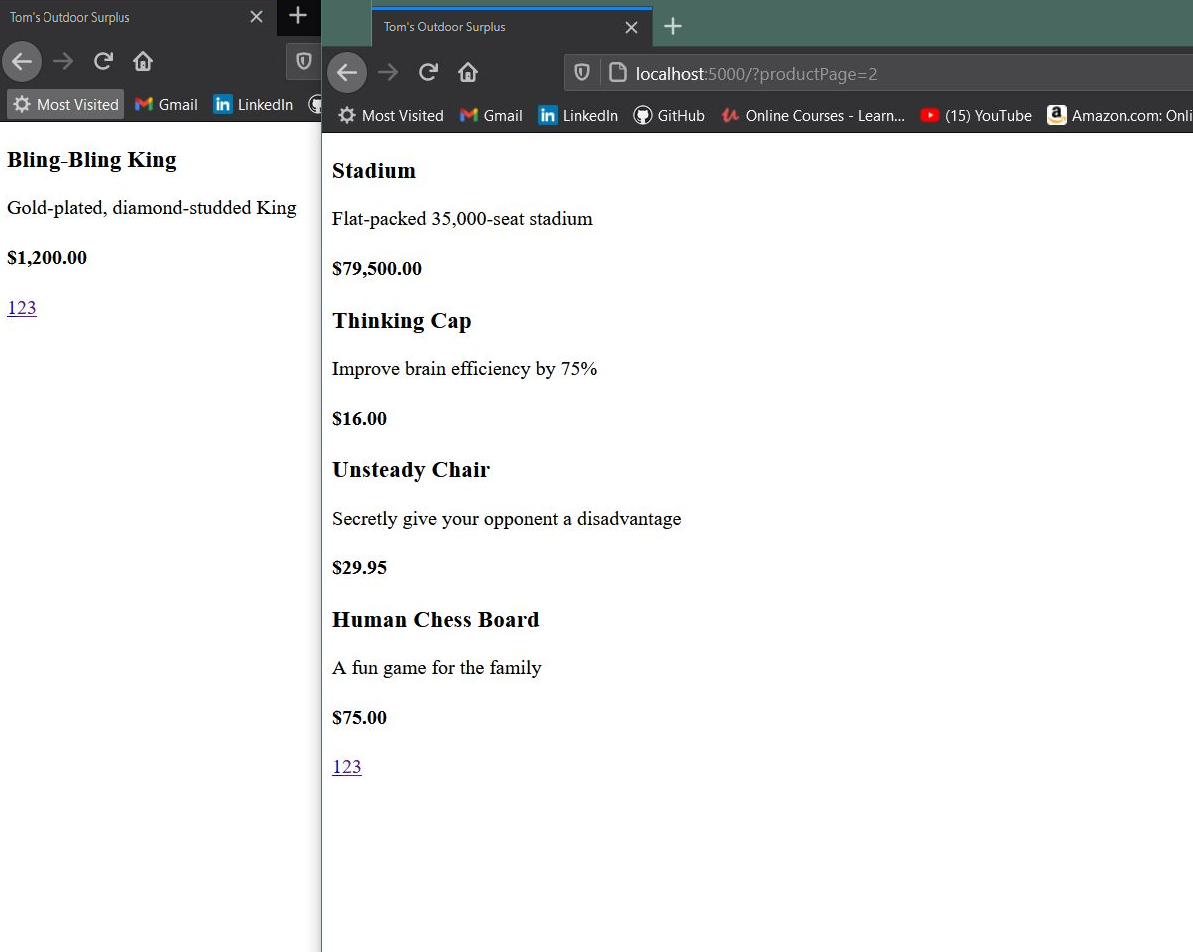 Tom's Outdoor Surplus
Most Visited Gmail LinkedIn
Bling-Bling King
Gold-plated, diamond-studded King
$1,200.00
123
Tom's Outdoor Surplus
localhost:5000/?productPage=2
Most Visited Gmail LinkedIn GitHub Online Courses - Learn... (15) YouTube Amazon.com: Onli
Stadium
Flat-packed 35,000-seat stadium
$79,500.00
Thinking Cap
Improve brain efficiency by 75%
$16.00
Unsteady Chair
Secretly give your opponent a disadvantage
$29.95
Human Chess Board
A fun game for the family
$75.00
123